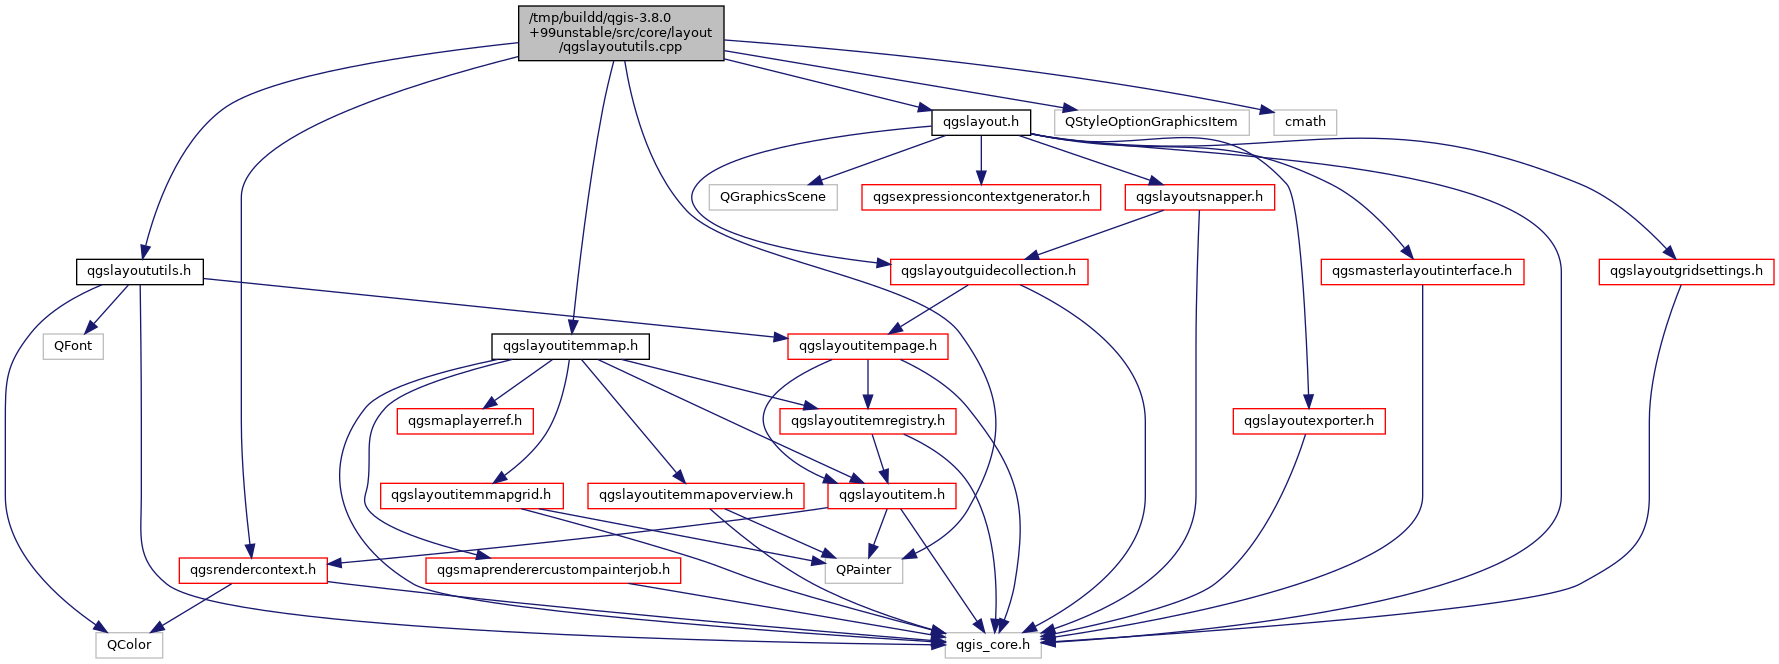 /tmp/buildd/qgis-3.8.0
+99unstable/src/core/layout
/qgslayoututils.cpp
qgslayout.h
QStyleOptionGraphicsItem
cmath
QGraphicsScene
qgsexpressioncontextgenerator.h
qgslayoutsnapper.h
qgslayoututils.h
qgslayoutguidecollection.h
qgsmasterlayoutinterface.h
qgslayoutgridsettings.h
QFont
qgslayoutitemmap.h
qgslayoutitempage.h
qgsmaplayerref.h
qgslayoutitemregistry.h
qgslayoutexporter.h
qgslayoutitemmapgrid.h
qgslayoutitemmapoverview.h
qgslayoutitem.h
qgsrendercontext.h
qgsmaprenderercustompainterjob.h
QPainter
QColor
qgis_core.h